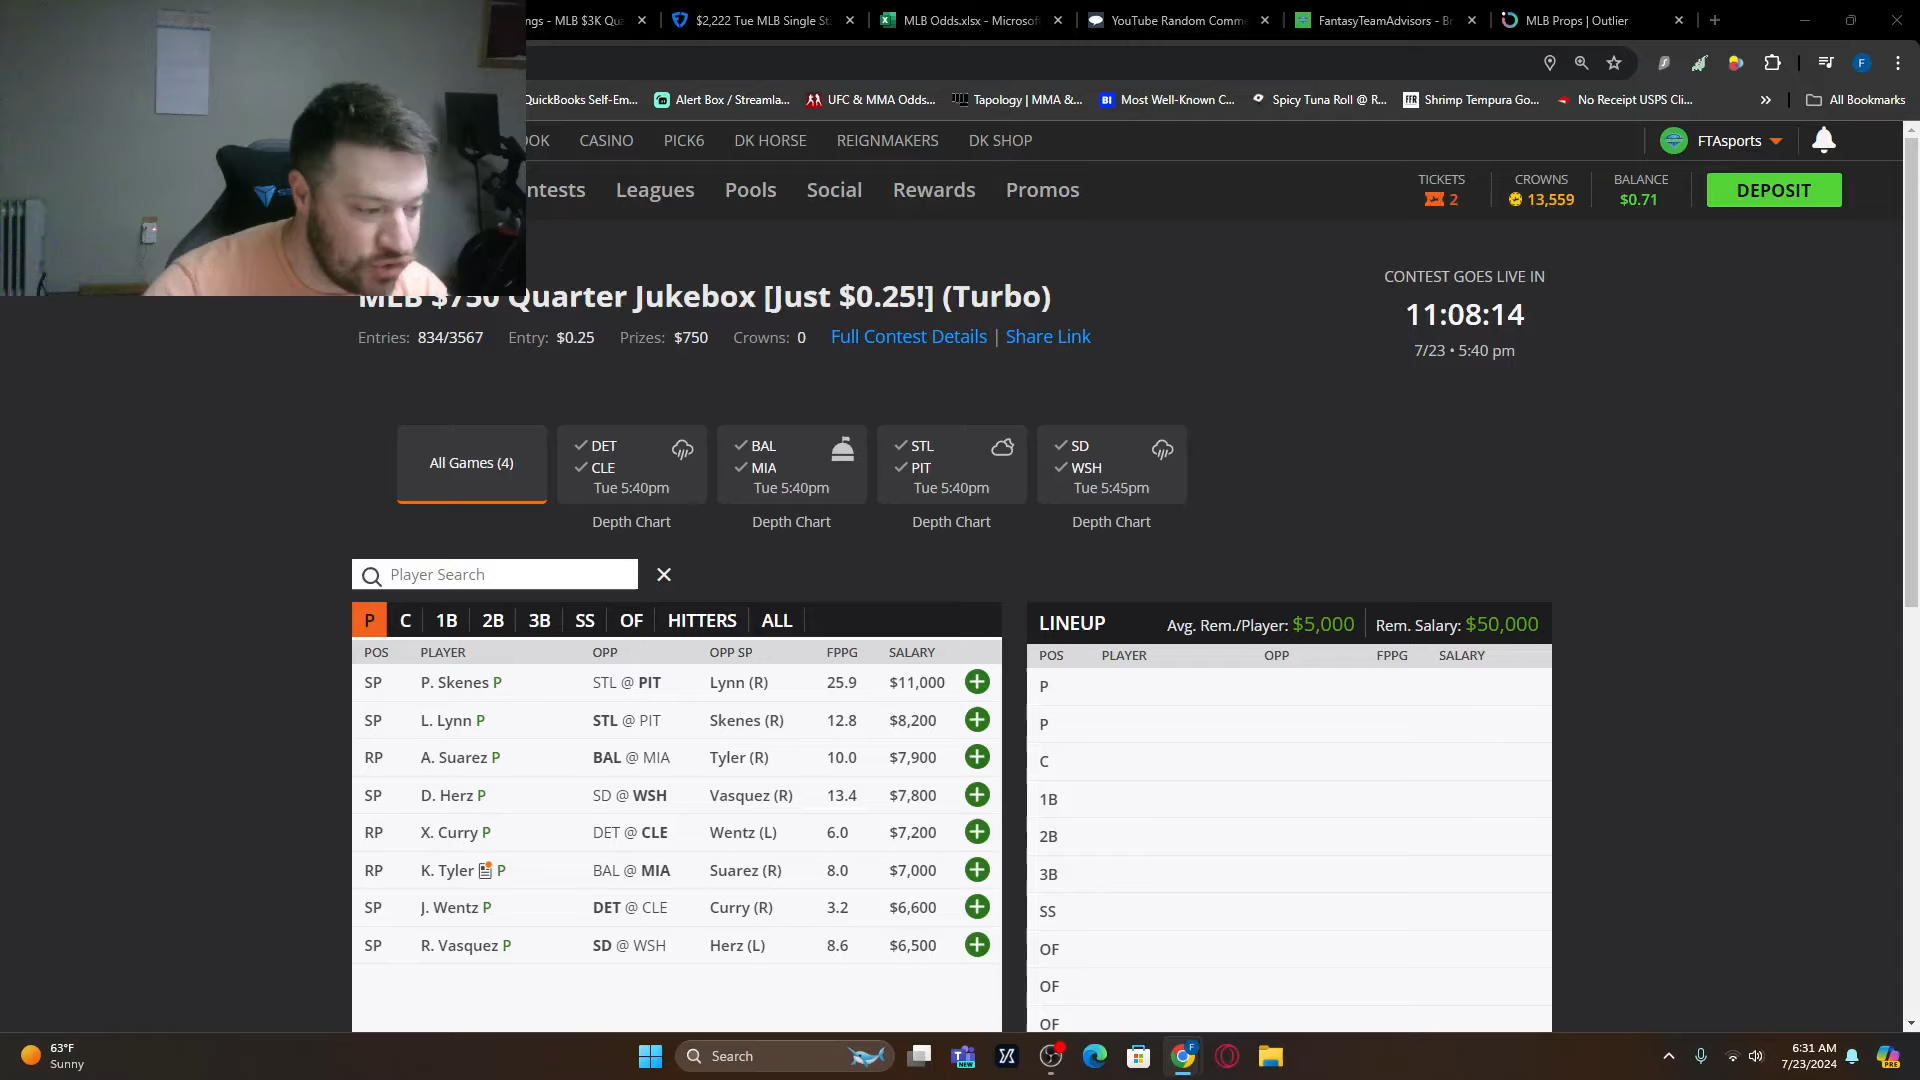 ngs - MLB $3K Qua
$2,222 Tue MLB Single St
MLB Odds.xlsx - Microsof
YouTube Random Comme
FantasyTeamAdvisors - Br
MLB Props | Outlier
QuickBooks Self-Em...
Alert Box / Streamla...
UFC & MMA Odds...
Tapology | MMA &...
Most Well-Known C...
Spicy Tuna Roll @ R...
Shrimp Tempura Go...
No Receipt USPS Cli...
All Bookmarks
OOK CASINO PICK6 DK HORSE REIGNMAKERS DK SHOP
FTAsports
ntests Leagues Pools Social Rewards Promos
TICKETS
2
CROWNS
13,559
BALANCE
$0.71
DEPOSIT
MLB $750 Quarter Jukebox [Just $0.25!] (Turbo)
Entries: 834/3567 Entry: $0.25 Prizes: $750 Crowns: 0 Full Contest Details | Share Link
CONTEST GOES LIVE IN
11:08:14
7/23 • 5:40 pm
All Games (4)
DET
CLE
Tue 5:40pm
Depth Chart
BAL
MIA
Tue 5:40pm
Depth Chart
STL
PIT
Tue 5:40pm
Depth Chart
SD
WSH
Tue 5:45pm
Depth Chart
Player Search
P C 1B 2B 3B SS OF HITTERS ALL
POS PLAYER OPP OPP SP FPPG SALARY
SP P. Skenes P STL @ PIT Lynn (R) 25.9 $11,000
SP L. Lynn P STL @ PIT Skenes (R) 12.8 $8,200
RP A. Suarez P BAL @ MIA Tyler (R) 10.0 $7,900
SP D. Herz P SD @ WSH Vasquez (R) 13.4 $7,800
RP X. Curry P DET @ CLE Wentz (L) 6.0 $7,200
RP K. Tyler P BAL @ MIA Suarez (R) 8.0 $7,000
SP J. Wentz P DET @ CLE Curry (R) 3.2 $6,600
SP R. Vasquez P SD @ WSH Herz (L) 8.6 $6,500
LINEUP Avg. Rem./Player: $5,000 Rem. Salary: $50,000
POS PLAYER OPP FPPG SALARY
P
P
C
1B
2B
3B
SS
OF
OF
OF
63°F
Sunny
Search
6:31 AM
7/23/2024